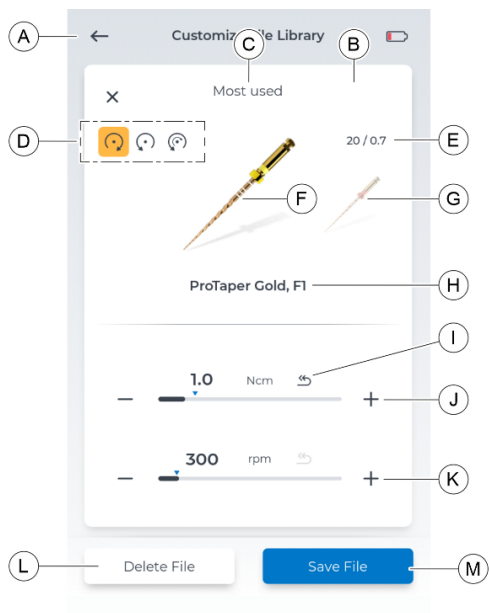 A
Customiz File Library
B
C
Most used
D
20 / 0.7
E
F
G
ProTaper Gold, F1
H
I
1.0 Ncm
J
300 rpm
K
L
Delete File
Save File
M